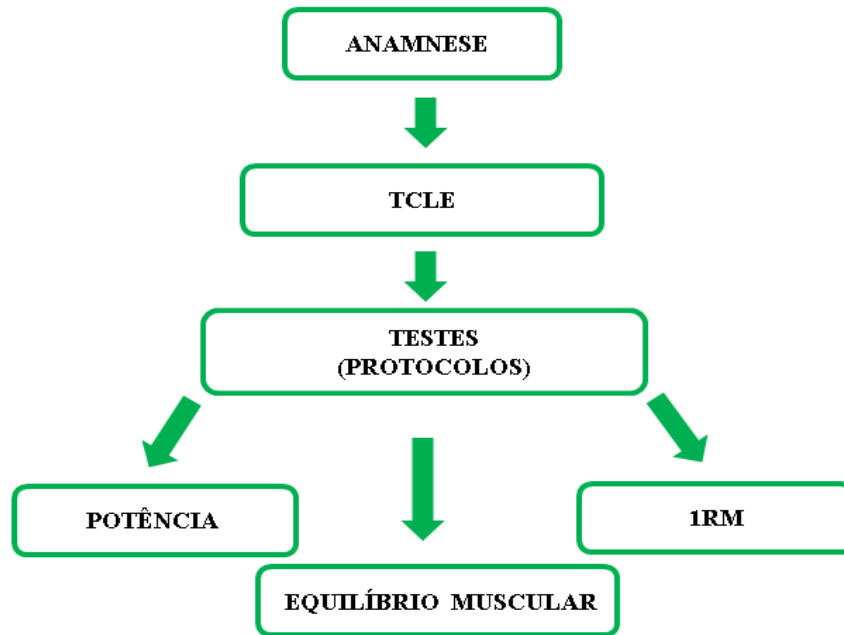 ANAMNESE
TCLE
TESTES
(PROTOCOLOS)
POTÊNCIA
1RM
EQUILÍBRIO MUSCULAR